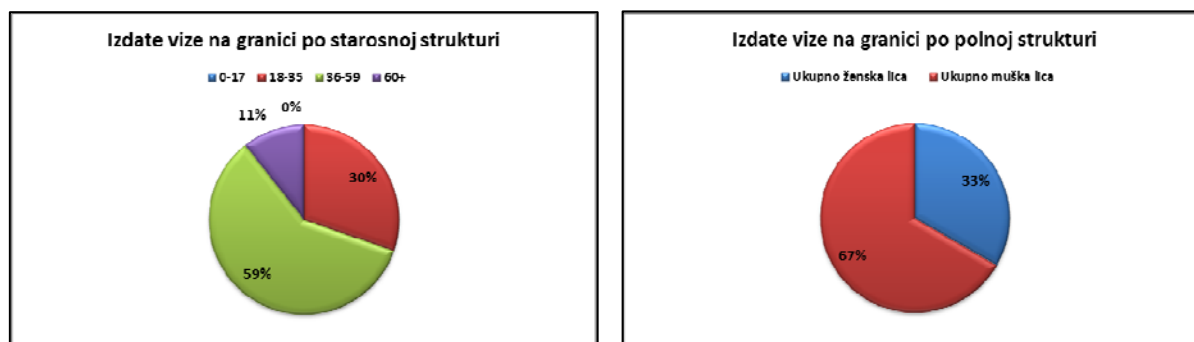 Izdate vize na granici po starosnoj strukturi
0-17 18-35 36-59 60+
0%
11%
30%
59%
Izdate vize na granici po polnoj strukturi
Ukupno ženska lica Ukupno muška lica
33%
67%